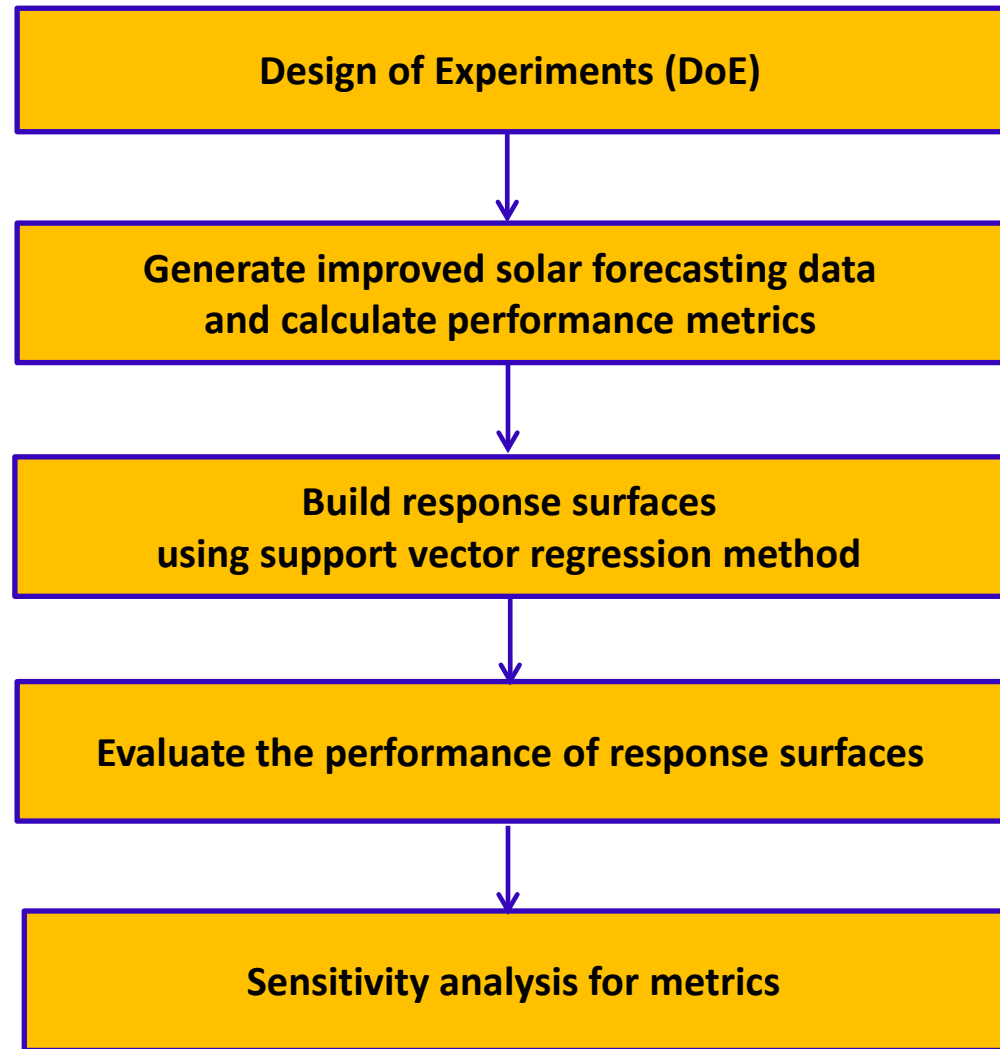 Design of Experiments (DoE)
Generate improved solar forecasting data
and calculate performance metrics
Build response surfaces
using support vector regression method
Evaluate the performance of response surfaces
Sensitivity analysis for metrics